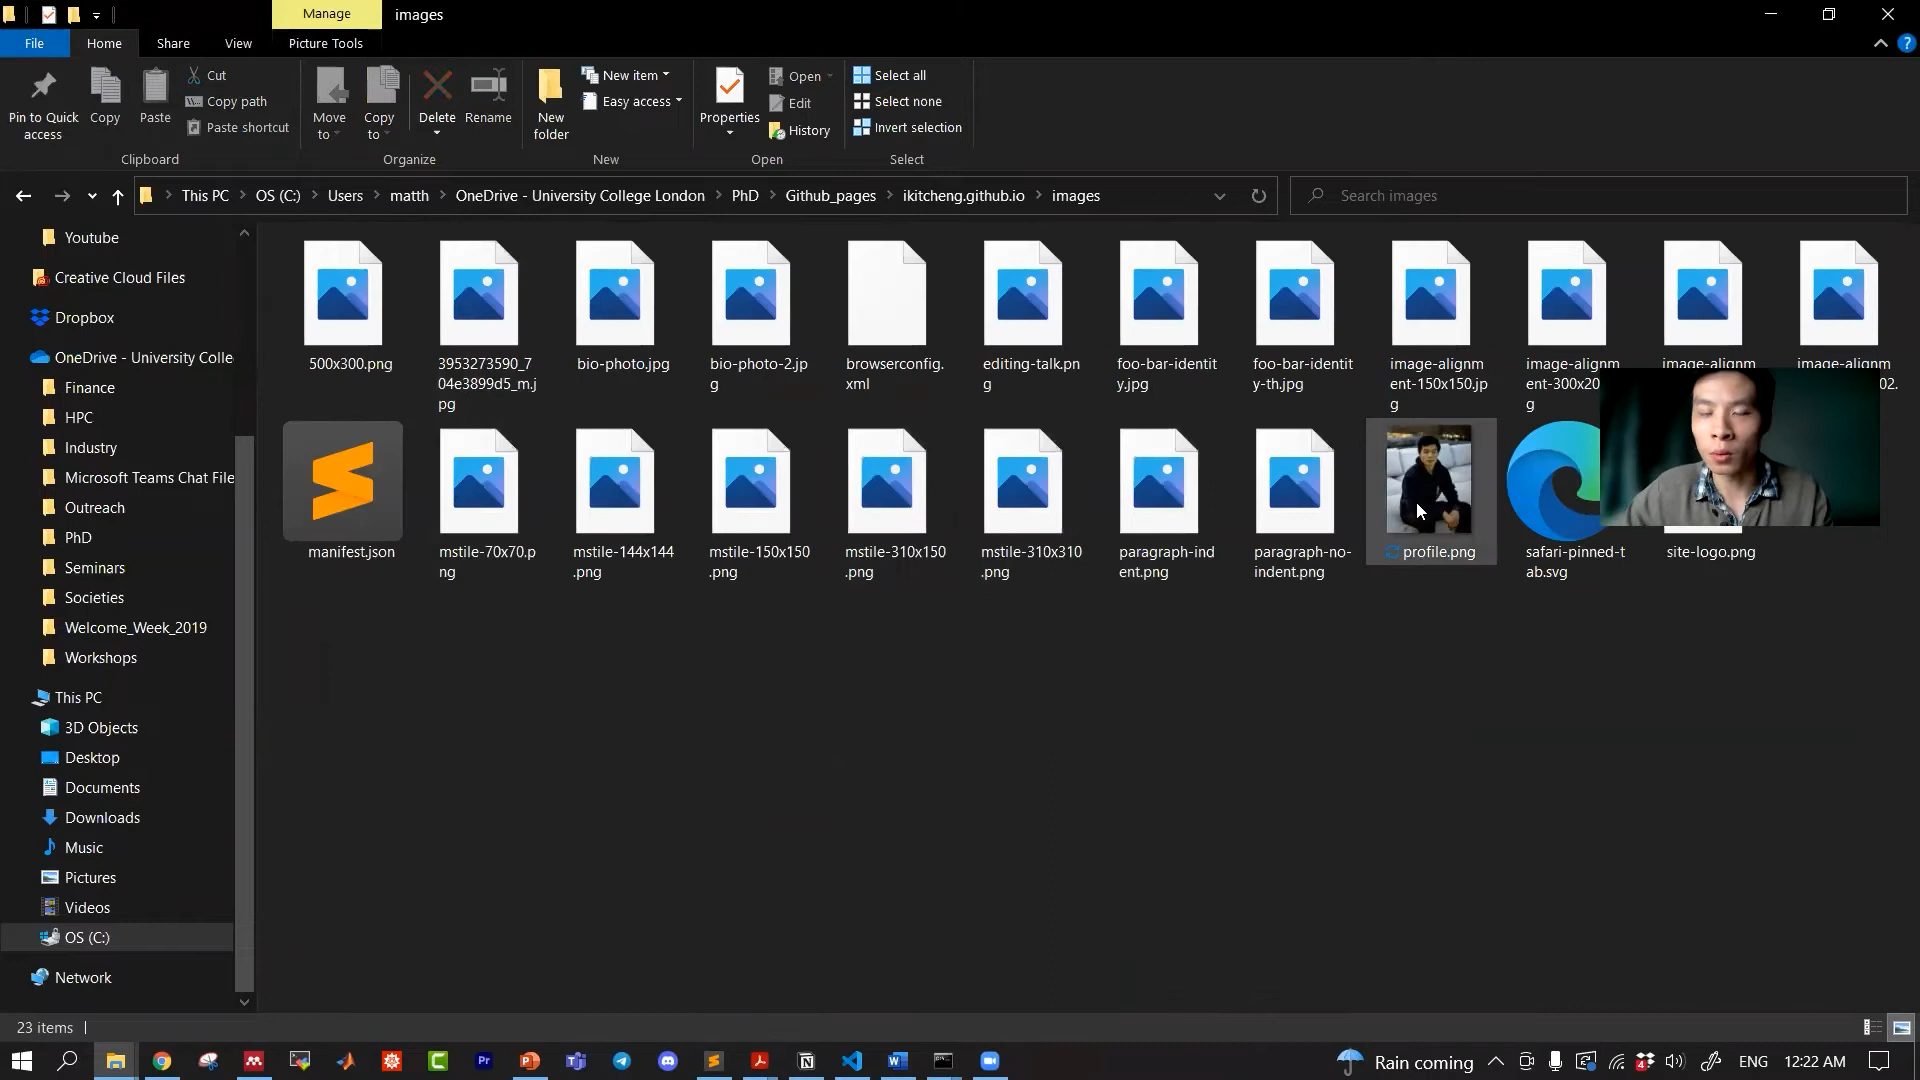 Manage
images
File
Home
Share
View
Picture Tools
Pin to Quick
access
Copy
Paste
Cut
Copy path
Paste shortcut
Clipboard
Move
to
Copy
to
Delete
Rename
Organize
New
folder
New item
Easy access
New
Properties
Open
Edit
History
Open
Select all
Select none
Invert selection
Select
This PC > OS (C:) > Users > matth > OneDrive - University College London > PhD > Github_pages > ikitcheng.github.io > images
Search images
Youtube
Creative Cloud Files
Dropbox
OneDrive - University Colle
Finance
HPC
Industry
Microsoft Teams Chat File
Outreach
PhD
Seminars
Societies
Welcome_Week_2019
Workshops
This PC
3D Objects
Desktop
Documents
Downloads
Music
Pictures
Videos
OS (C:)
Network
500x300.png
3953273590_7
04e3899d5_m.j
pg
bio-photo.jpg
bio-photo-2.jp
g
browserconfig.
xml
editing-talk.pn
g
foo-bar-identit
y.jpg
foo-bar-identit
y-th.jpg
image-alignm
ent-150x150.jp
g
image-alignm
ent-300x20
g
image-alignm
image-alignm
02.
manifest.json
mstile-70x70.p
ng
mstile-144x144
.png
mstile-150x150
.png
mstile-310x150
.png
mstile-310x310
.png
paragraph-ind
ent.png
paragraph-no-
indent.png
profile.png
safari-pinned-t
ab.svg
site-logo.png
23 items
Rain coming
ENG
12:22 AM